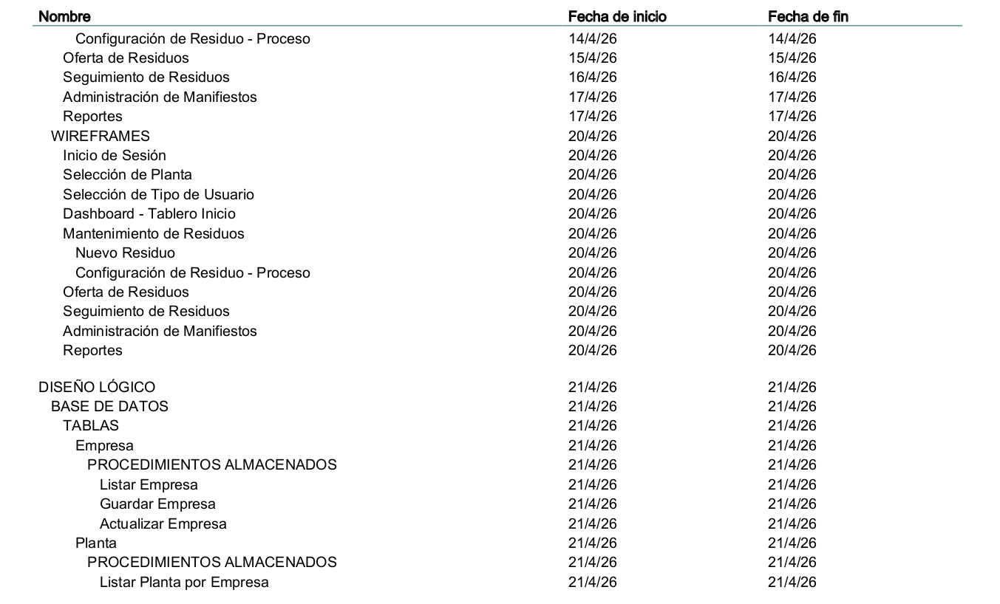 Nombre Fecha de inicio Fecha de fin
Configuración de Residuo - Proceso 14/4/26 14/4/26
Oferta de Residuos 15/4/26 15/4/26
Seguimiento de Residuos 16/4/26 16/4/26
Administración de Manifiestos 17/4/26 17/4/26
Reportes 17/4/26 17/4/26
WIREFRAMES 20/4/26 20/4/26
Inicio de Sesión 20/4/26 20/4/26
Selección de Planta 20/4/26 20/4/26
Selección de Tipo de Usuario 20/4/26 20/4/26
Dashboard - Tablero Inicio 20/4/26 20/4/26
Mantenimiento de Residuos 20/4/26 20/4/26
Nuevo Residuo 20/4/26 20/4/26
Configuración de Residuo - Proceso 20/4/26 20/4/26
Oferta de Residuos 20/4/26 20/4/26
Seguimiento de Residuos 20/4/26 20/4/26
Administración de Manifiestos 20/4/26 20/4/26
Reportes 20/4/26 20/4/26
DISEÑO LÓGICO 21/4/26 21/4/26
BASE DE DATOS 21/4/26 21/4/26
TABLAS 21/4/26 21/4/26
Empresa 21/4/26 21/4/26
PROCEDIMIENTOS ALMACENADOS 21/4/26 21/4/26
Listar Empresa 21/4/26 21/4/26
Guardar Empresa 21/4/26 21/4/26
Actualizar Empresa 21/4/26 21/4/26
Planta 21/4/26 21/4/26
PROCEDIMIENTOS ALMACENADOS 21/4/26 21/4/26
Listar Planta por Empresa 21/4/26 21/4/26